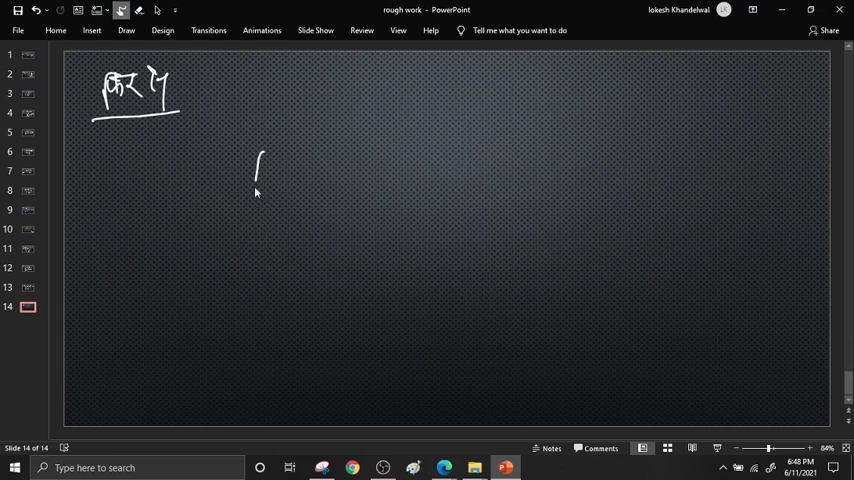 rough work - PowerPoint
lokesh Khandelwal
LK
File Home Insert Draw Design Transitions Animations Slide Show Review View Help Tell me what you want to do
Share
1
2
3
4
5
6
7
8
9
10
11
12
13
14
Slide 14 of 14
Notes
Comments
84%
Type here to search
6:48 PM
6/11/2021